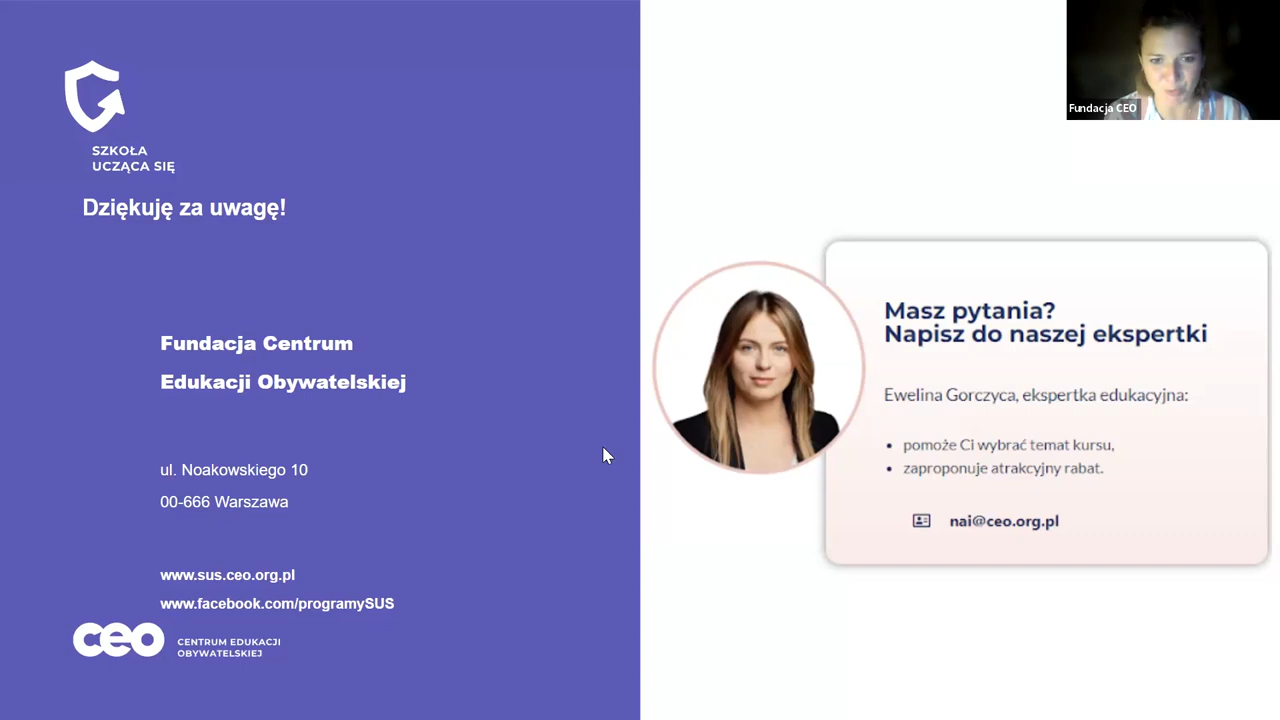 SZKOŁA
UCZĄCA SIĘ
Dziękuję za uwagę!
Fundacja Centrum
Edukacji Obywatelskiej
ul. Noakowskiego 10
00-666 Warszawa
www.sus.ceo.org.pl
www.facebook.com/programySUS
ceo
CENTRUM EDUKACJI
OBYWATELSKIEJ
Fundacja CEO
Masz pytania?
Napisz do naszej ekspertki
Ewelina Gorczyca, ekspertka edukacyjna:
• pomoże Ci wybrać temat kursu,
• zaproponuje atrakcyjny rabat.
nai@ceo.org.pl